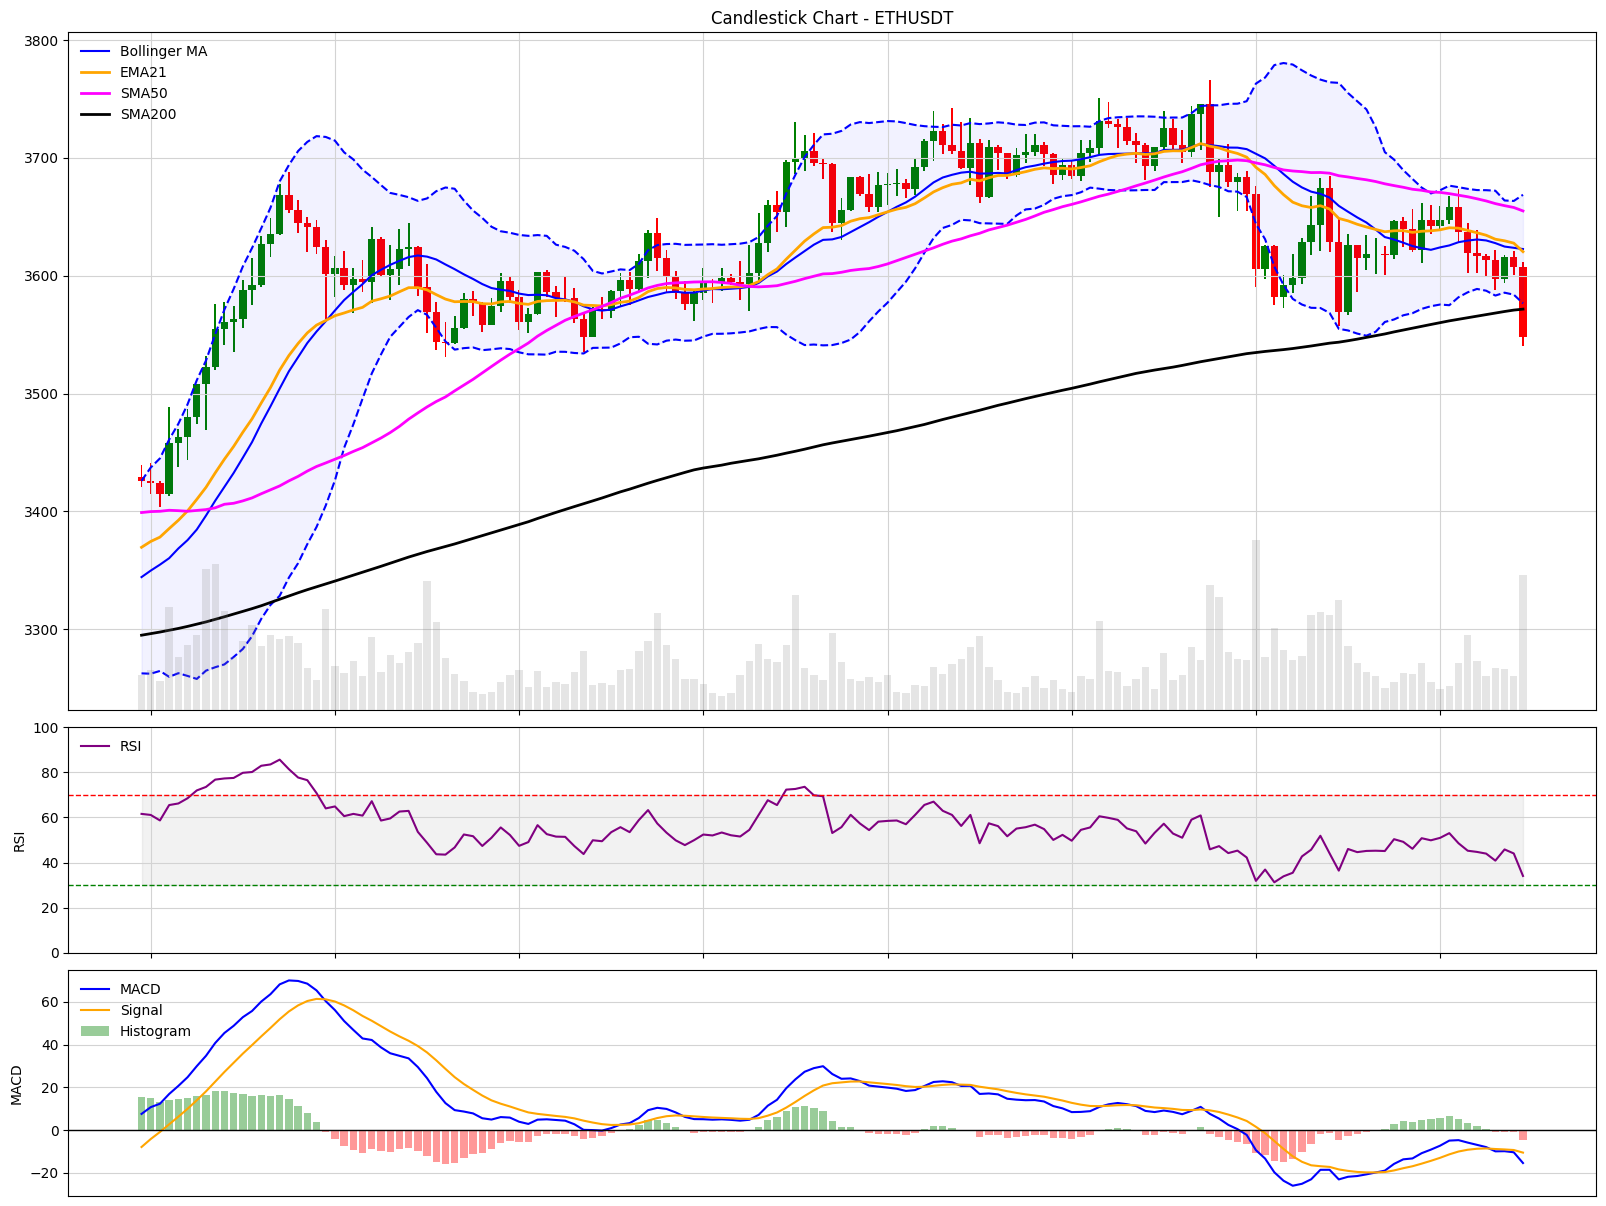 Candlestick Chart - ETHUSDT
Bollinger MA
EMA21
SMA50
SMA200
3800
3700
3600
3500
3400
3300
RSI
RSI
100
80
60
40
20
0
MACD
Signal
Histogram
MACD
60
40
20
0
−20